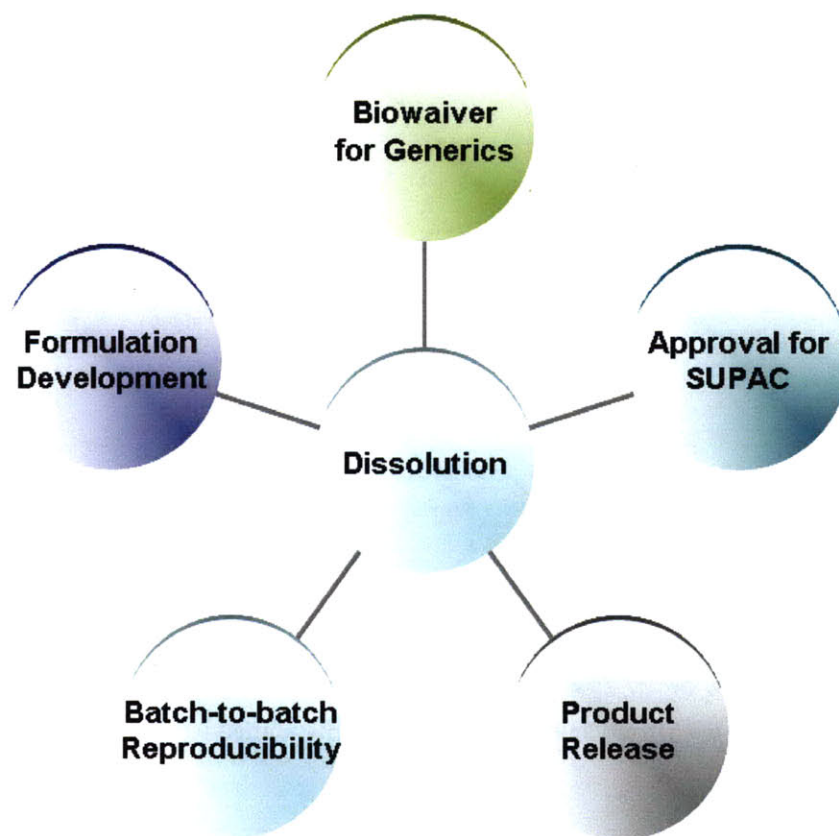 Biowaiver
for Generics
Formulation
Development
Approval for
SUPAC
Dissolution
Batch-to-batch
Reproducibility
Product
Release